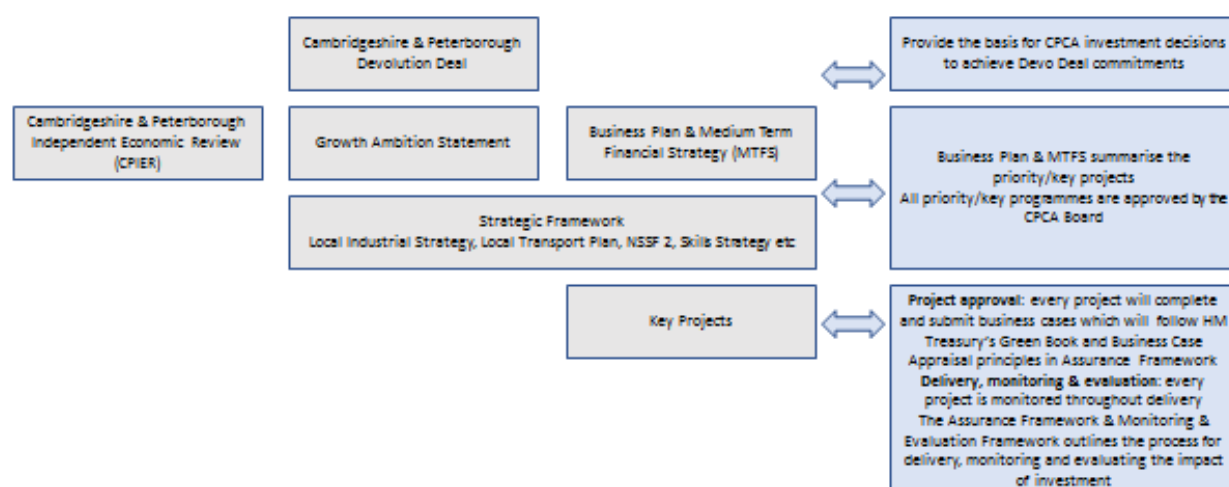 Cambridgeshire & Peterborough
Devolution Deal
Provide the basis for CPCA investment decisions
to achieve Devo Deal commitments
Cambridgeshire & Peterborough
Independent Economic Review
(CPIER)
Growth Ambition Statement
Business Plan & Medium Term
Financial Strategy (MTFS)
Business Plan & MTFS summarise the
priority/key projects
All priority/key programmes are approved by the
CPCA Board
Strategic Framework
Local Industrial Strategy, Local Transport Plan, NSSF 2, Skills Strategy etc
Key Projects
Project approval: every project will complete
and submit business cases which will follow HM
Treasury's Green Book and Business Case
Appraisal principles in Assurance Framework
Delivery, monitoring & evaluation: every
project is monitored throughout delivery
The Assurance Framework & Monitoring &
Evaluation Framework outlines the process for
delivery, monitoring and evaluating the impact
of investment